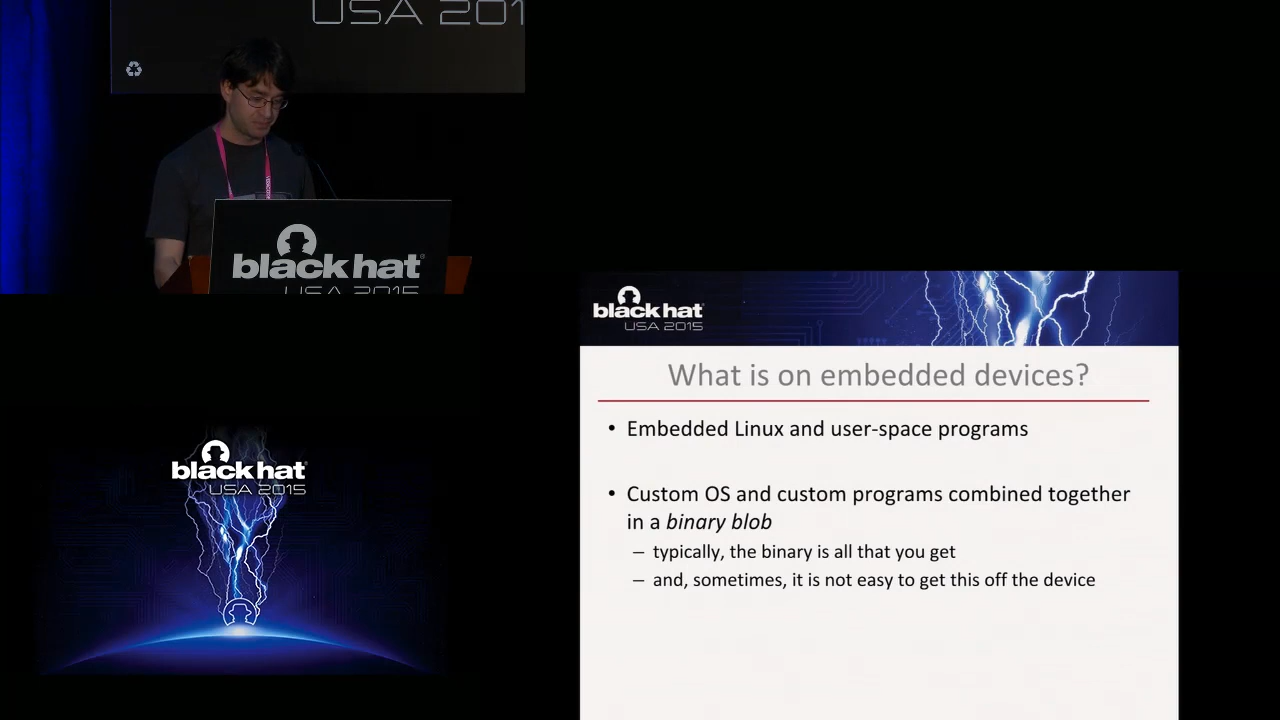 USA 201
black hat
USA 2015
black hat
USA 2015
What is on embedded devices?
• Embedded Linux and user-space programs
• Custom OS and custom programs combined together
in a binary blob
– typically, the binary is all that you get
– and, sometimes, it is not easy to get this off the device
black hat
USA 2015